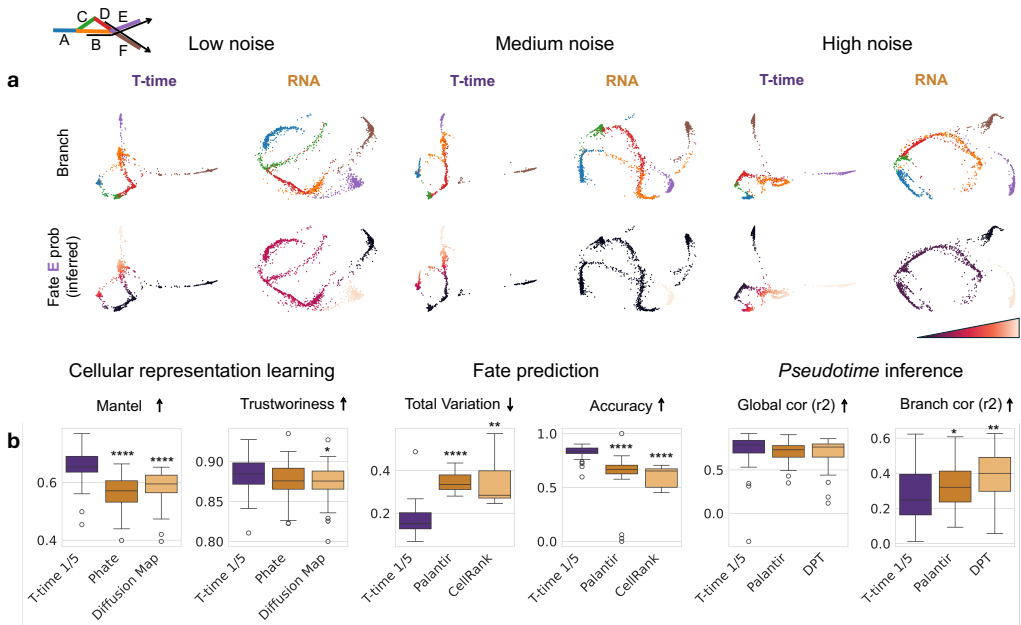 C D E
A B F
Low noise Medium noise High noise
a
T-time RNA T-time RNA T-time RNA
Branch
Fate E prob
(inferred)
Cellular representation learning Fate prediction Pseudotime inference
b
Mantel ↑ Trustworiness ↑ Total Variation ↓ Accuracy ↑ Global cor (r2) ↑ Branch cor (r2) ↑
0.6
0.4
**** ****
T-time 1/5
Phate
Diffusion Map
0.90
0.85
0.80
*
T-time 1/5
Phate
Diffusion Map
0.4
0.2
**** **
T-time 1/5
Palantir
CellRank
1.0
0.5
0.0
**** ****
T-time 1/5
Palantir
CellRank
0.5
0.0
T-time 1/5
Palantir
DPT
0.6
0.4
0.2
0.0
* **
T-time 1/5
Palantir
DPT